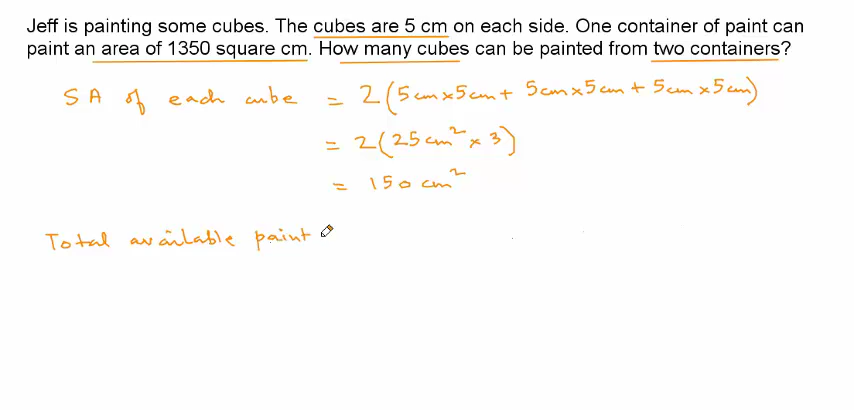 Jeff is painting some cubes. The cubes are 5 cm on each side. One container of paint can
paint an area of 1350 square cm. How many cubes can be painted from two containers?
SA of each cube = 2(5cm×5cm + 5cm×5cm + 5cm×5cm)
= 2(25cm² × 3)
= 150 cm²
Total available paint